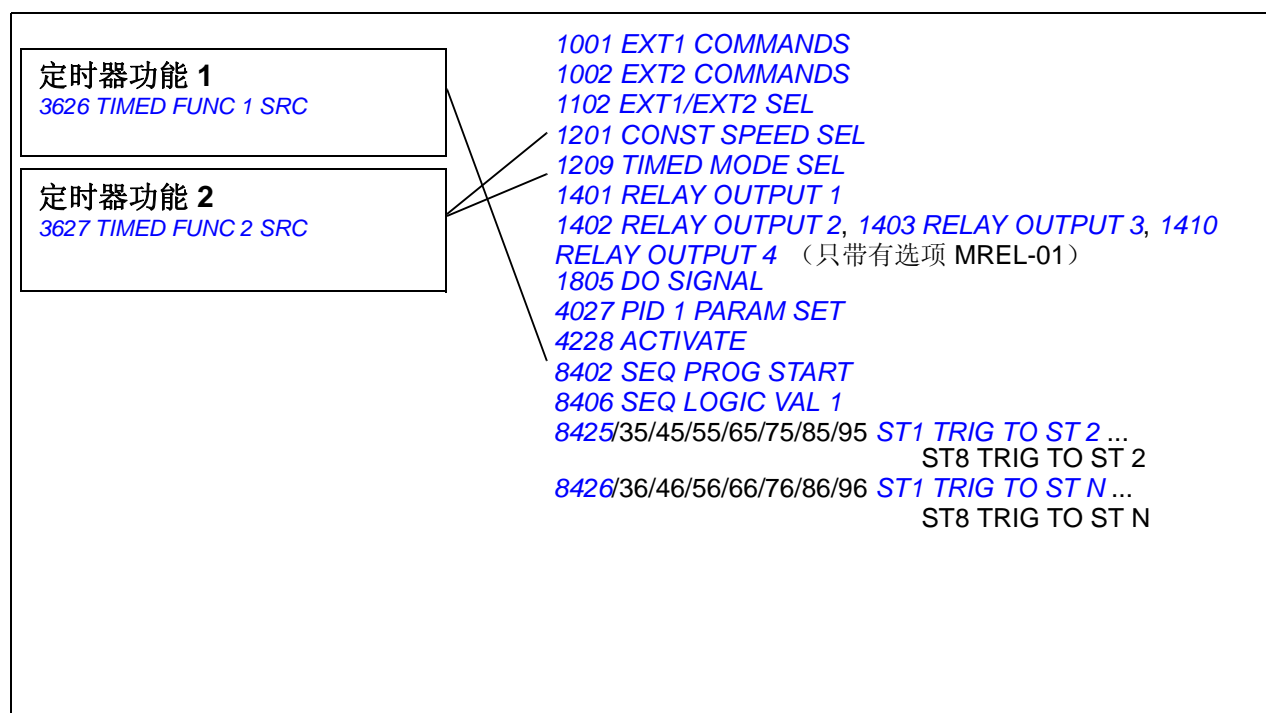 定时器功能 1
3626 TIMED FUNC 1 SRC
定时器功能 2
3627 TIMED FUNC 2 SRC
1001 EXT1 COMMANDS
1002 EXT2 COMMANDS
1102 EXT1/EXT2 SEL
1201 CONST SPEED SEL
1209 TIMED MODE SEL
1401 RELAY OUTPUT 1
1402 RELAY OUTPUT 2, 1403 RELAY OUTPUT 3, 1410
RELAY OUTPUT 4 （只带有选项 MREL-01）
1805 DO SIGNAL
4027 PID 1 PARAM SET
4228 ACTIVATE
8402 SEQ PROG START
8406 SEQ LOGIC VAL 1
8425/35/45/55/65/75/85/95 ST1 TRIG TO ST 2 ...
ST8 TRIG TO ST 2
8426/36/46/56/66/76/86/96 ST1 TRIG TO ST N ...
ST8 TRIG TO ST N